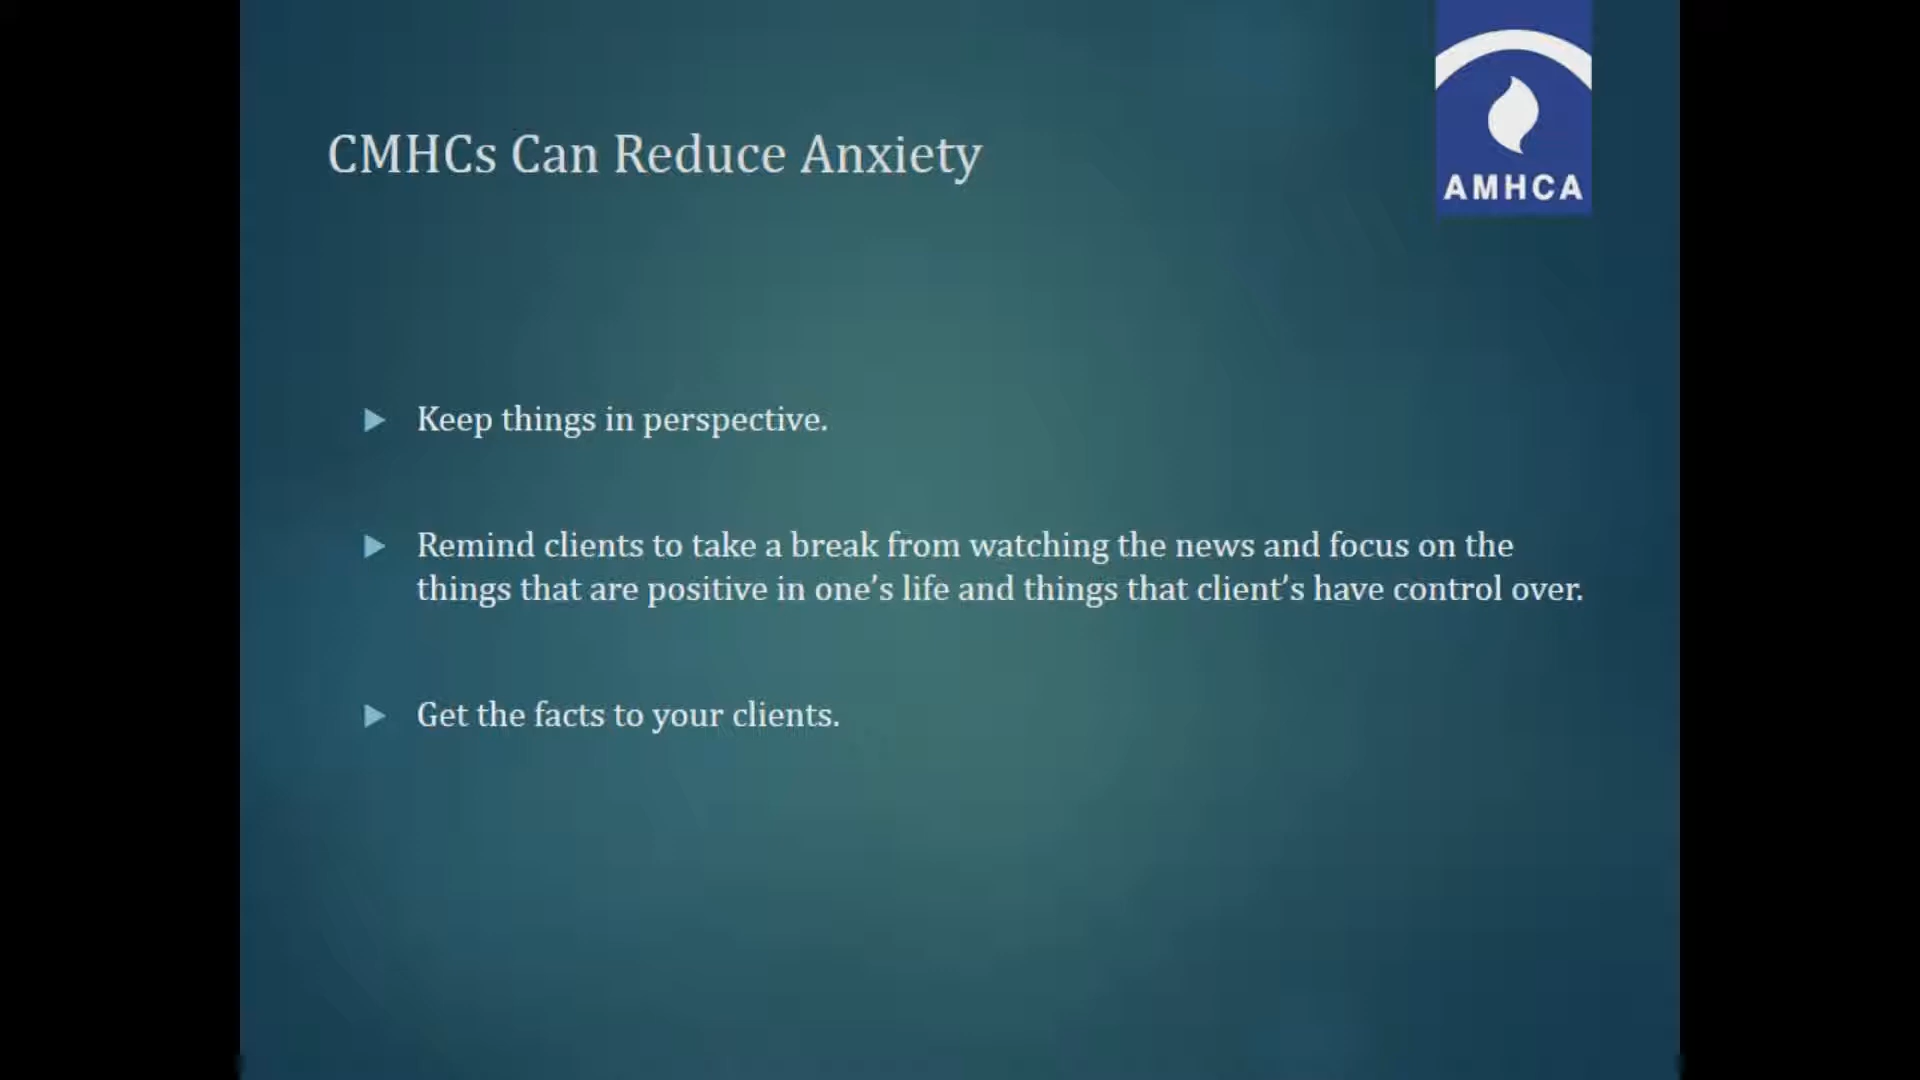 CMHCs Can Reduce Anxiety
AMHCA
Keep things in perspective.
Remind clients to take a break from watching the news and focus on the
things that are positive in one’s life and things that client’s have control over.
Get the facts to your clients.